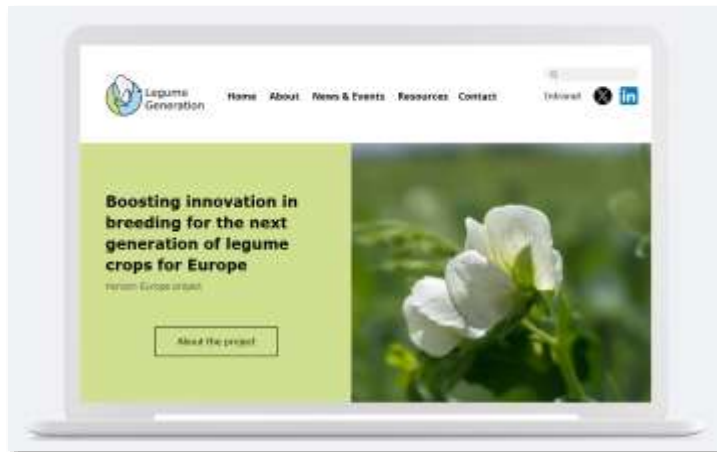 Legume
Generation
Home About News & Events Resources Contact
Intranet
Boosting innovation in
breeding for the next
generation of legume
crops for Europe
Horizon Europe project
About the project